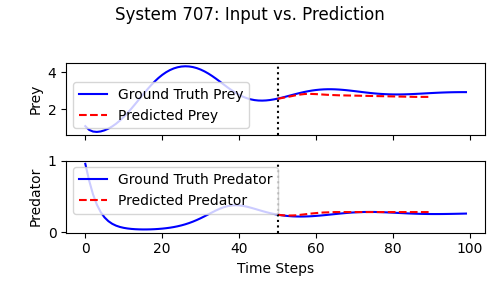 System 707: Input vs. Prediction
Prey
4
2
Ground Truth Prey
Predicted Prey
Predator
1
0
Ground Truth Predator
Predicted Predator
0
20
40
60
80
100
Time Steps